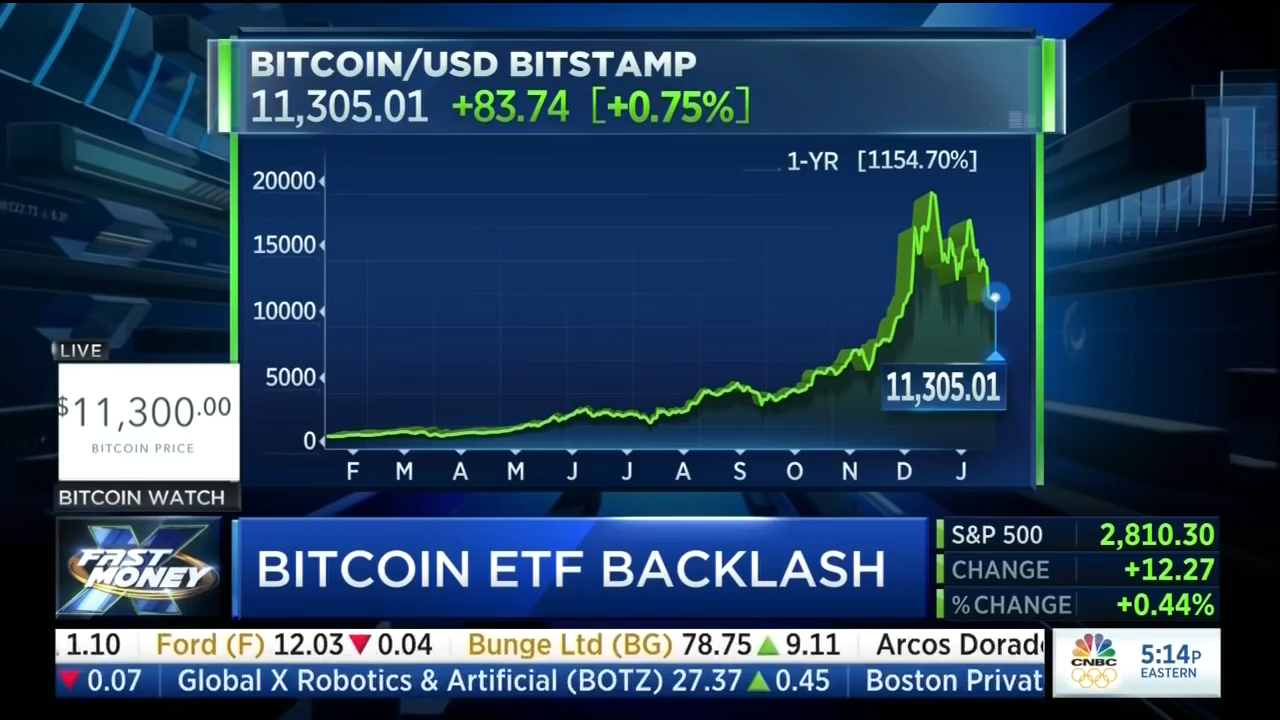 BITCOIN/USD BITSTAMP
11,305.01 +83.74 [+0.75%]
1-YR [1154.70%]
20000
15000
10000
5000
0
11,305.01
F M A M J J A S O N D J
LIVE
$11,300.00
BITCOIN PRICE
BITCOIN WATCH
FAST MONEY
BITCOIN ETF BACKLASH
S&P 500 2,810.30
CHANGE +12.27
% CHANGE +0.44%
1.10 Ford (F) 12.03 ▼ 0.04 Bunge Ltd (BG) 78.75 ▲ 9.11 Arcos Dorad
▼ 0.07 Global X Robotics & Artificial (BOTZ) 27.37 ▲ 0.45 Boston Privat
CNBC
5:14P
EASTERN